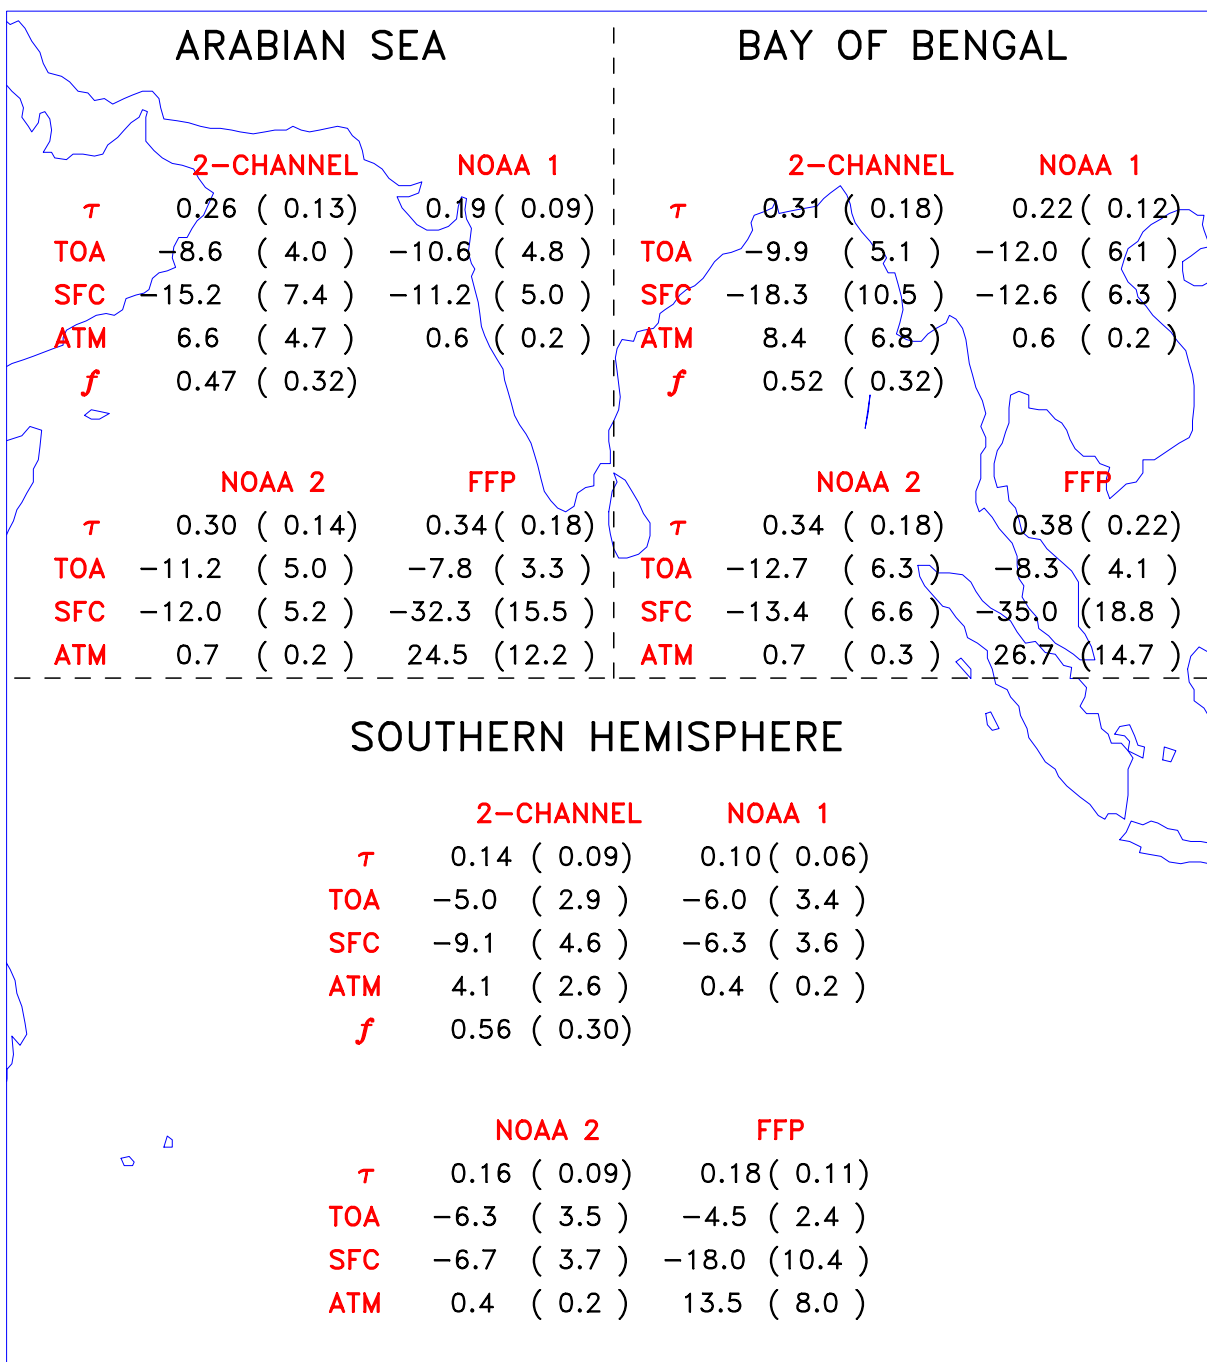 ARABIAN SEA
2-CHANNEL NOAA 1
τ 0.26 ( 0.13) 0.19( 0.09)
TOA -8.6 ( 4.0 ) -10.6 ( 4.8 )
SFC -15.2 ( 7.4 ) -11.2 ( 5.0 )
ATM 6.6 ( 4.7 ) 0.6 ( 0.2 )
f 0.47 ( 0.32)
NOAA 2 FFP
τ 0.30 ( 0.14) 0.34( 0.18)
TOA -11.2 ( 5.0 ) -7.8 ( 3.3 )
SFC -12.0 ( 5.2 ) -32.3 (15.5 )
ATM 0.7 ( 0.2 ) 24.5 (12.2 )
BAY OF BENGAL
2-CHANNEL NOAA 1
τ 0.31 ( 0.18) 0.22( 0.12)
TOA -9.9 ( 5.1 ) -12.0 ( 6.1 )
SFC -18.3 (10.5 ) -12.6 ( 6.3 )
ATM 8.4 ( 6.8 ) 0.6 ( 0.2 )
f 0.52 ( 0.32)
NOAA 2 FFP
τ 0.34 ( 0.18) 0.38( 0.22)
TOA -12.7 ( 6.3 ) -8.3 ( 4.1 )
SFC -13.4 ( 6.6 ) -35.0 (18.8 )
ATM 0.7 ( 0.3 ) 26.7 (14.7 )
SOUTHERN HEMISPHERE
2-CHANNEL NOAA 1
τ 0.14 ( 0.09) 0.10( 0.06)
TOA -5.0 ( 2.9 ) -6.0 ( 3.4 )
SFC -9.1 ( 4.6 ) -6.3 ( 3.6 )
ATM 4.1 ( 2.6 ) 0.4 ( 0.2 )
f 0.56 ( 0.30)
NOAA 2 FFP
τ 0.16 ( 0.09) 0.18( 0.11)
TOA -6.3 ( 3.5 ) -4.5 ( 2.4 )
SFC -6.7 ( 3.7 ) -18.0 (10.4 )
ATM 0.4 ( 0.2 ) 13.5 ( 8.0 )